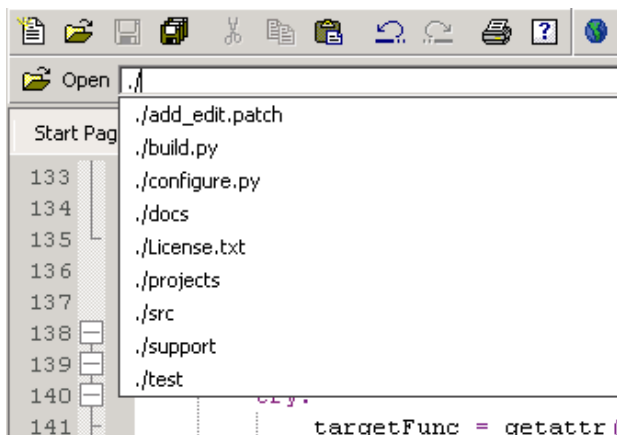 Open ./
Start Pag
./add_edit.patch
./build.py
./configure.py
./docs
./License.txt
./projects
./src
./support
./test
133
134
135
136
137
138
139
140
141 targetFunc = getattr(